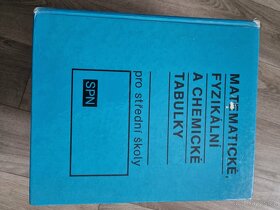 MATEMATICKÉ,
FYZIKÁLNÍ
A CHEMICKÉ
TABULKY
pro střední školy
SPN